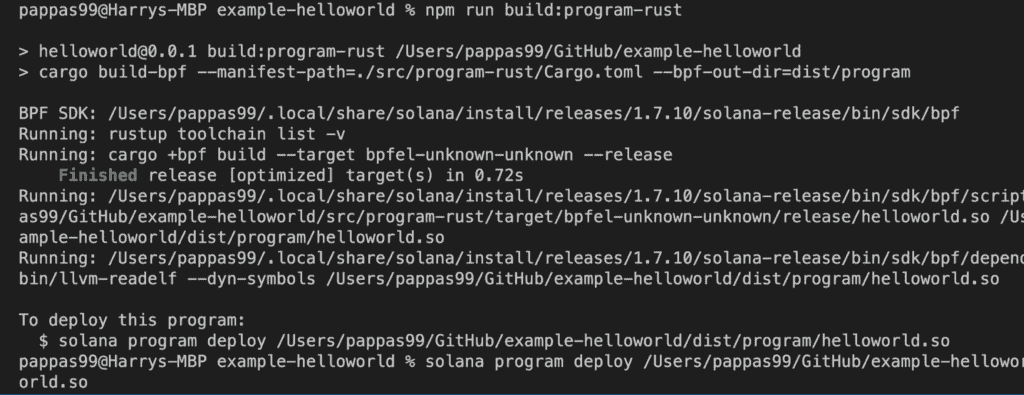 pappas99@Harrys-MBP example-helloworld % npm run build:program-rust
> helloworld@0.0.1 build:program-rust /Users/pappas99/GitHub/example-helloworld
> cargo build-bpf --manifest-path=./src/program-rust/Cargo.toml --bpf-out-dir=dist/program
BPF SDK: /Users/pappas99/.local/share/solana/install/releases/1.7.10/solana-release/bin/sdk/bpf
Running: rustup toolchain list -v
Running: cargo +bpf build --target bpfel-unknown-unknown --release
Finished release [optimized] target(s) in 0.72s
Running: /Users/pappas99/.local/share/solana/install/releases/1.7.10/solana-release/bin/sdk/bpf/script
as99/GitHub/example-helloworld/src/program-rust/target/bpfel-unknown-unknown/release/helloworld.so /Us
ample-helloworld/dist/program/helloworld.so
Running: /Users/pappas99/.local/share/solana/install/releases/1.7.10/solana-release/bin/sdk/bpf/depend
bin/llvm-readelf --dyn-symbols /Users/pappas99/GitHub/example-helloworld/dist/program/helloworld.so
To deploy this program:
$ solana program deploy /Users/pappas99/GitHub/example-helloworld/dist/program/helloworld.so
pappas99@Harrys-MBP example-helloworld % solana program deploy /Users/pappas99/GitHub/example-hellowor
orld.so